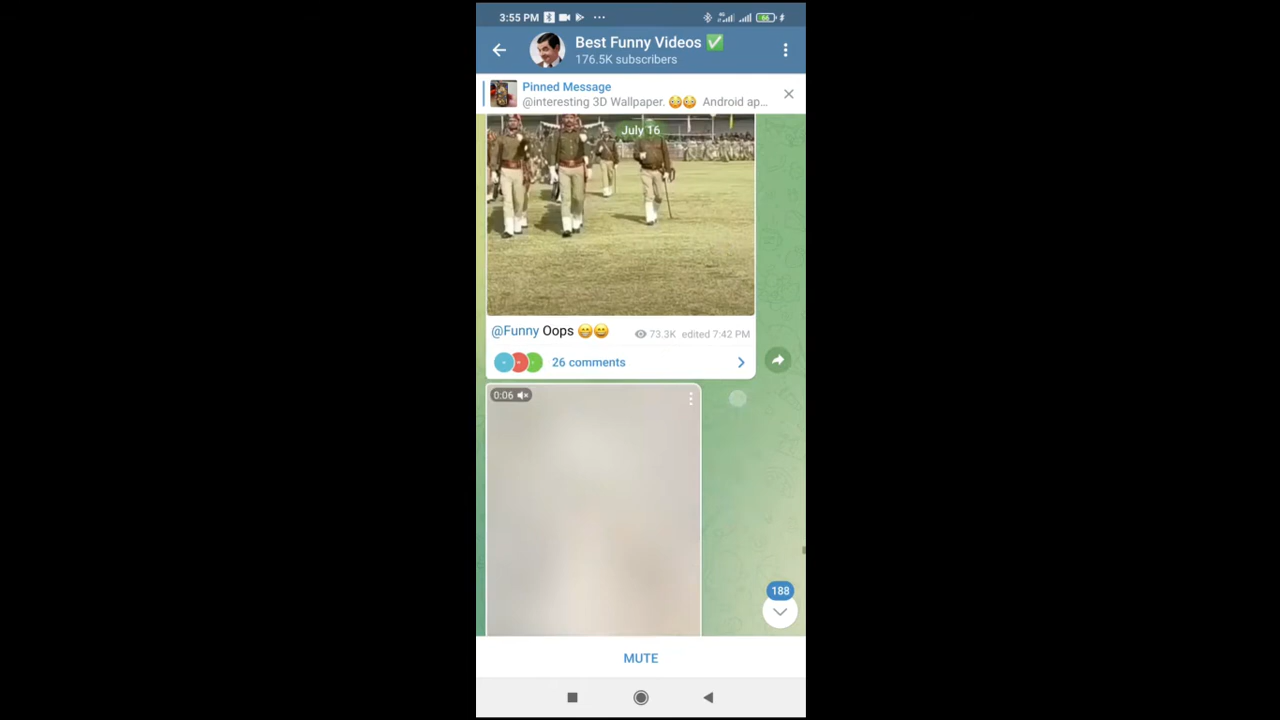 3:55 PM
66
Best Funny Videos ✅
176.5K subscribers
Pinned Message
@interesting 3D Wallpaper. 😳😳 Android ap...
July 16
@Funny Oops 😁😄
73.3K edited 7:42 PM
26 comments
0:06
188
MUTE